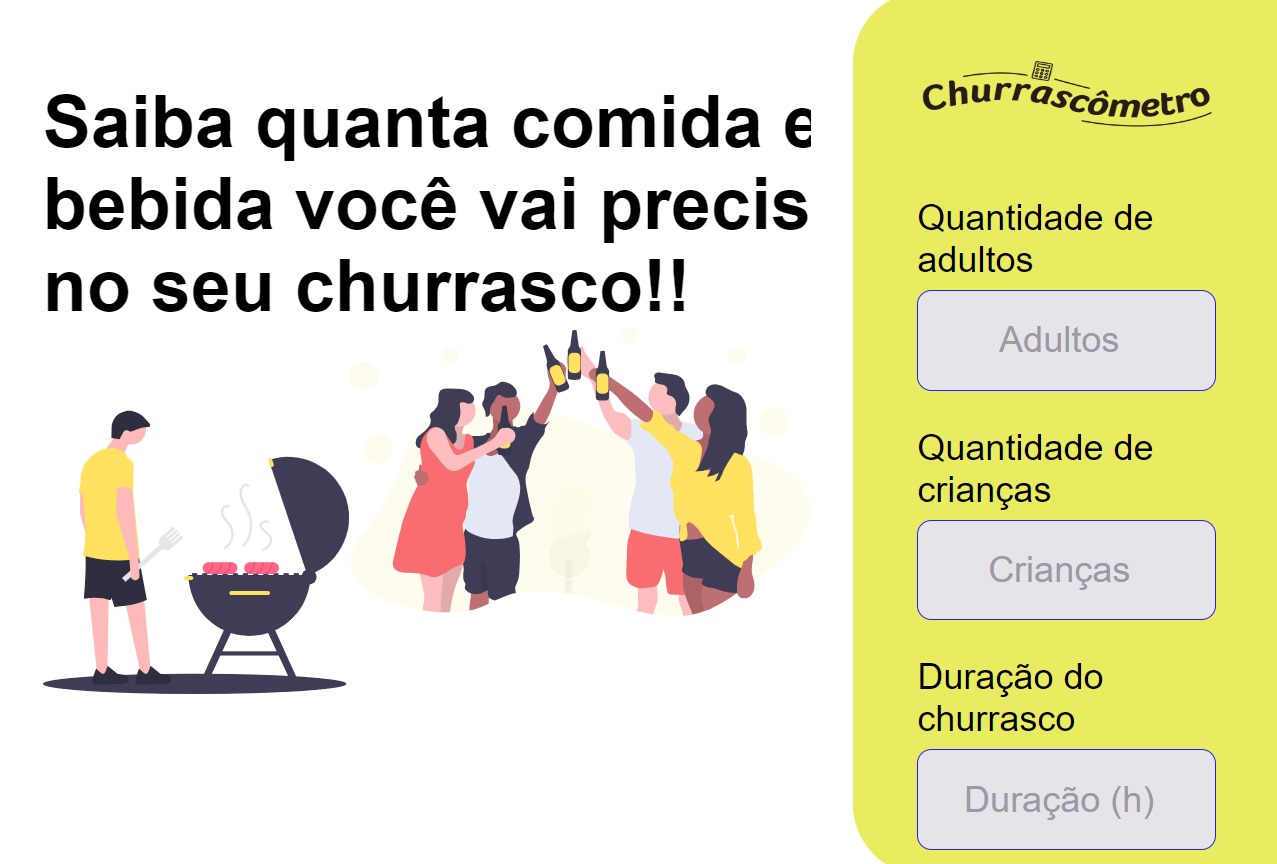 Saiba quanta comida e
bebida você vai precis
no seu churrasco!!
Churrascômetro
Quantidade de
adultos
Adultos
Quantidade de
crianças
Crianças
Duração do
churrasco
Duração (h)